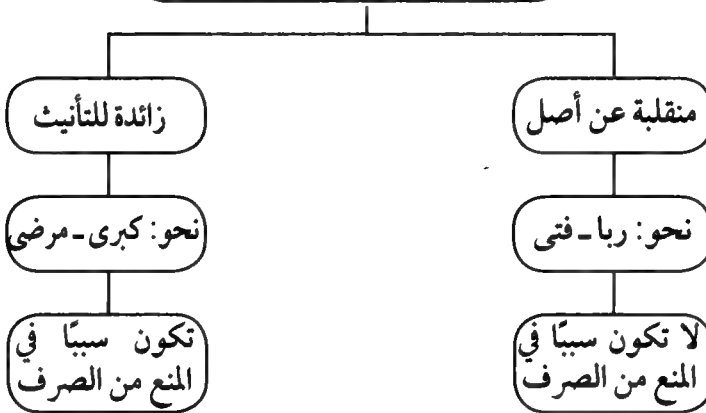 منقلبة عن أصل
زائدة للتأنيث
نحو: ربا ـ فتى
نحو: كبرى ـ مرضى
لا تكون سببًا في
المنع من الصرف
تكون سببًا في
المنع من الصرف